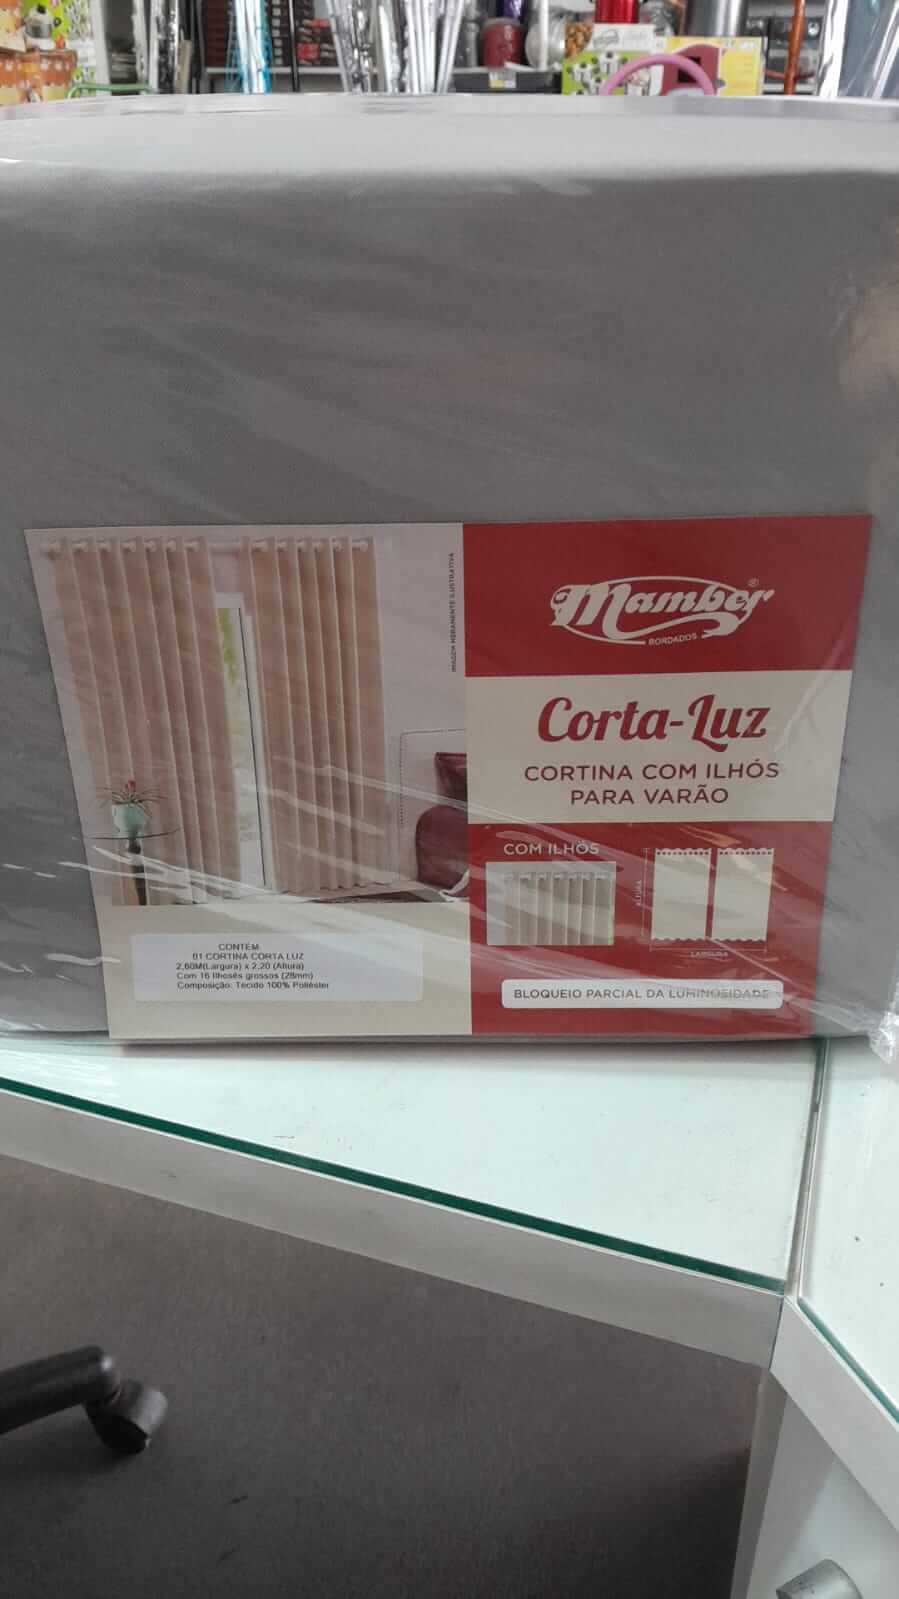 IMAGEM MERAMENTE ILUSTRATIVA
Mamber®
BORDADOS
Corta-Luz
CORTINA COM ILHÓS
PARA VARÃO
COM ILHÓS
ALTURA
LARGURA
BLOQUEIO PARCIAL DA LUMINOSIDADE
CONTÉM
01 CORTINA CORTA LUZ
2,60M(Largura) x 2,20 (Altura)
Com 16 Ilhosês grossos (28mm)
Composição: Tecido 100% Poliéster